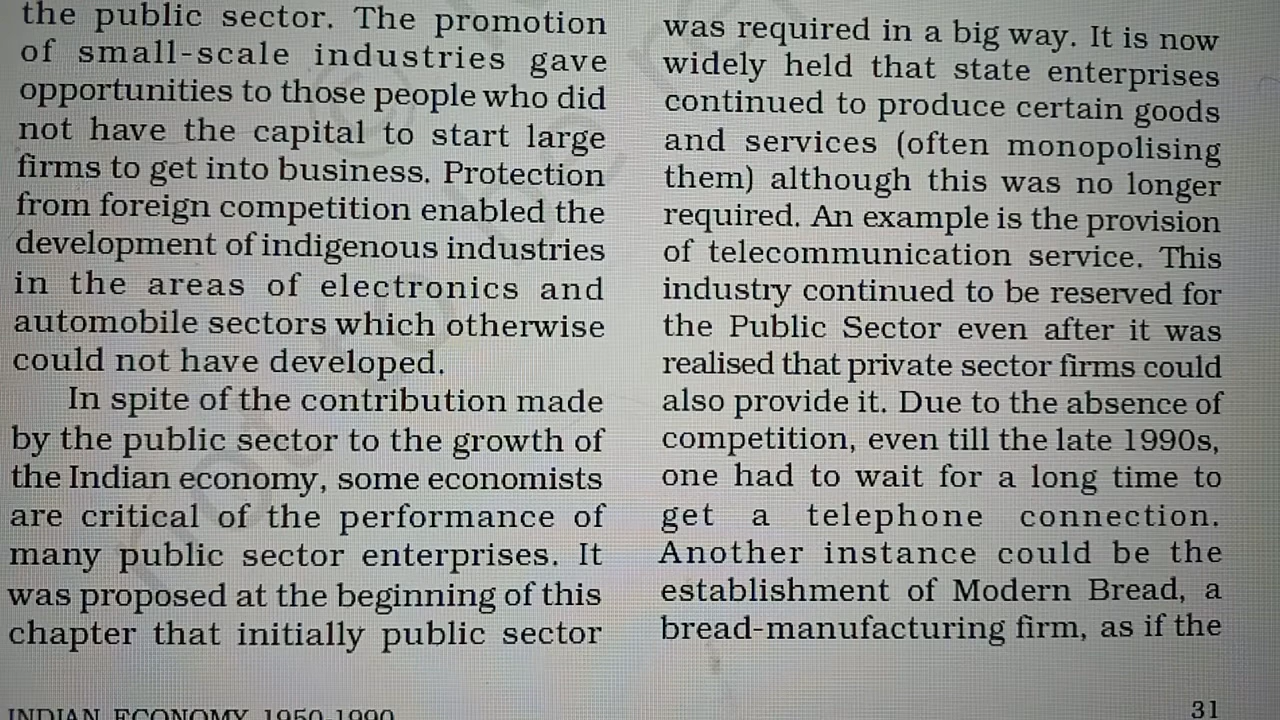 the public sector. The promotion
of small-scale industries gave
opportunities to those people who did
not have the capital to start large
firms to get into business. Protection
from foreign competition enabled the
development of indigenous industries
in the areas of electronics and
automobile sectors which otherwise
could not have developed.
In spite of the contribution made
by the public sector to the growth of
the Indian economy, some economists
are critical of the performance of
many public sector enterprises. It
was proposed at the beginning of this
chapter that initially public sector
was required in a big way. It is now
widely held that state enterprises
continued to produce certain goods
and services (often monopolising
them) although this was no longer
required. An example is the provision
of telecommunication service. This
industry continued to be reserved for
the Public Sector even after it was
realised that private sector firms could
also provide it. Due to the absence of
competition, even till the late 1990s,
one had to wait for a long time to
get a telephone connection.
Another instance could be the
establishment of Modern Bread, a
bread-manufacturing firm, as if the
INDIAN ECONOMY 1950-1990
31